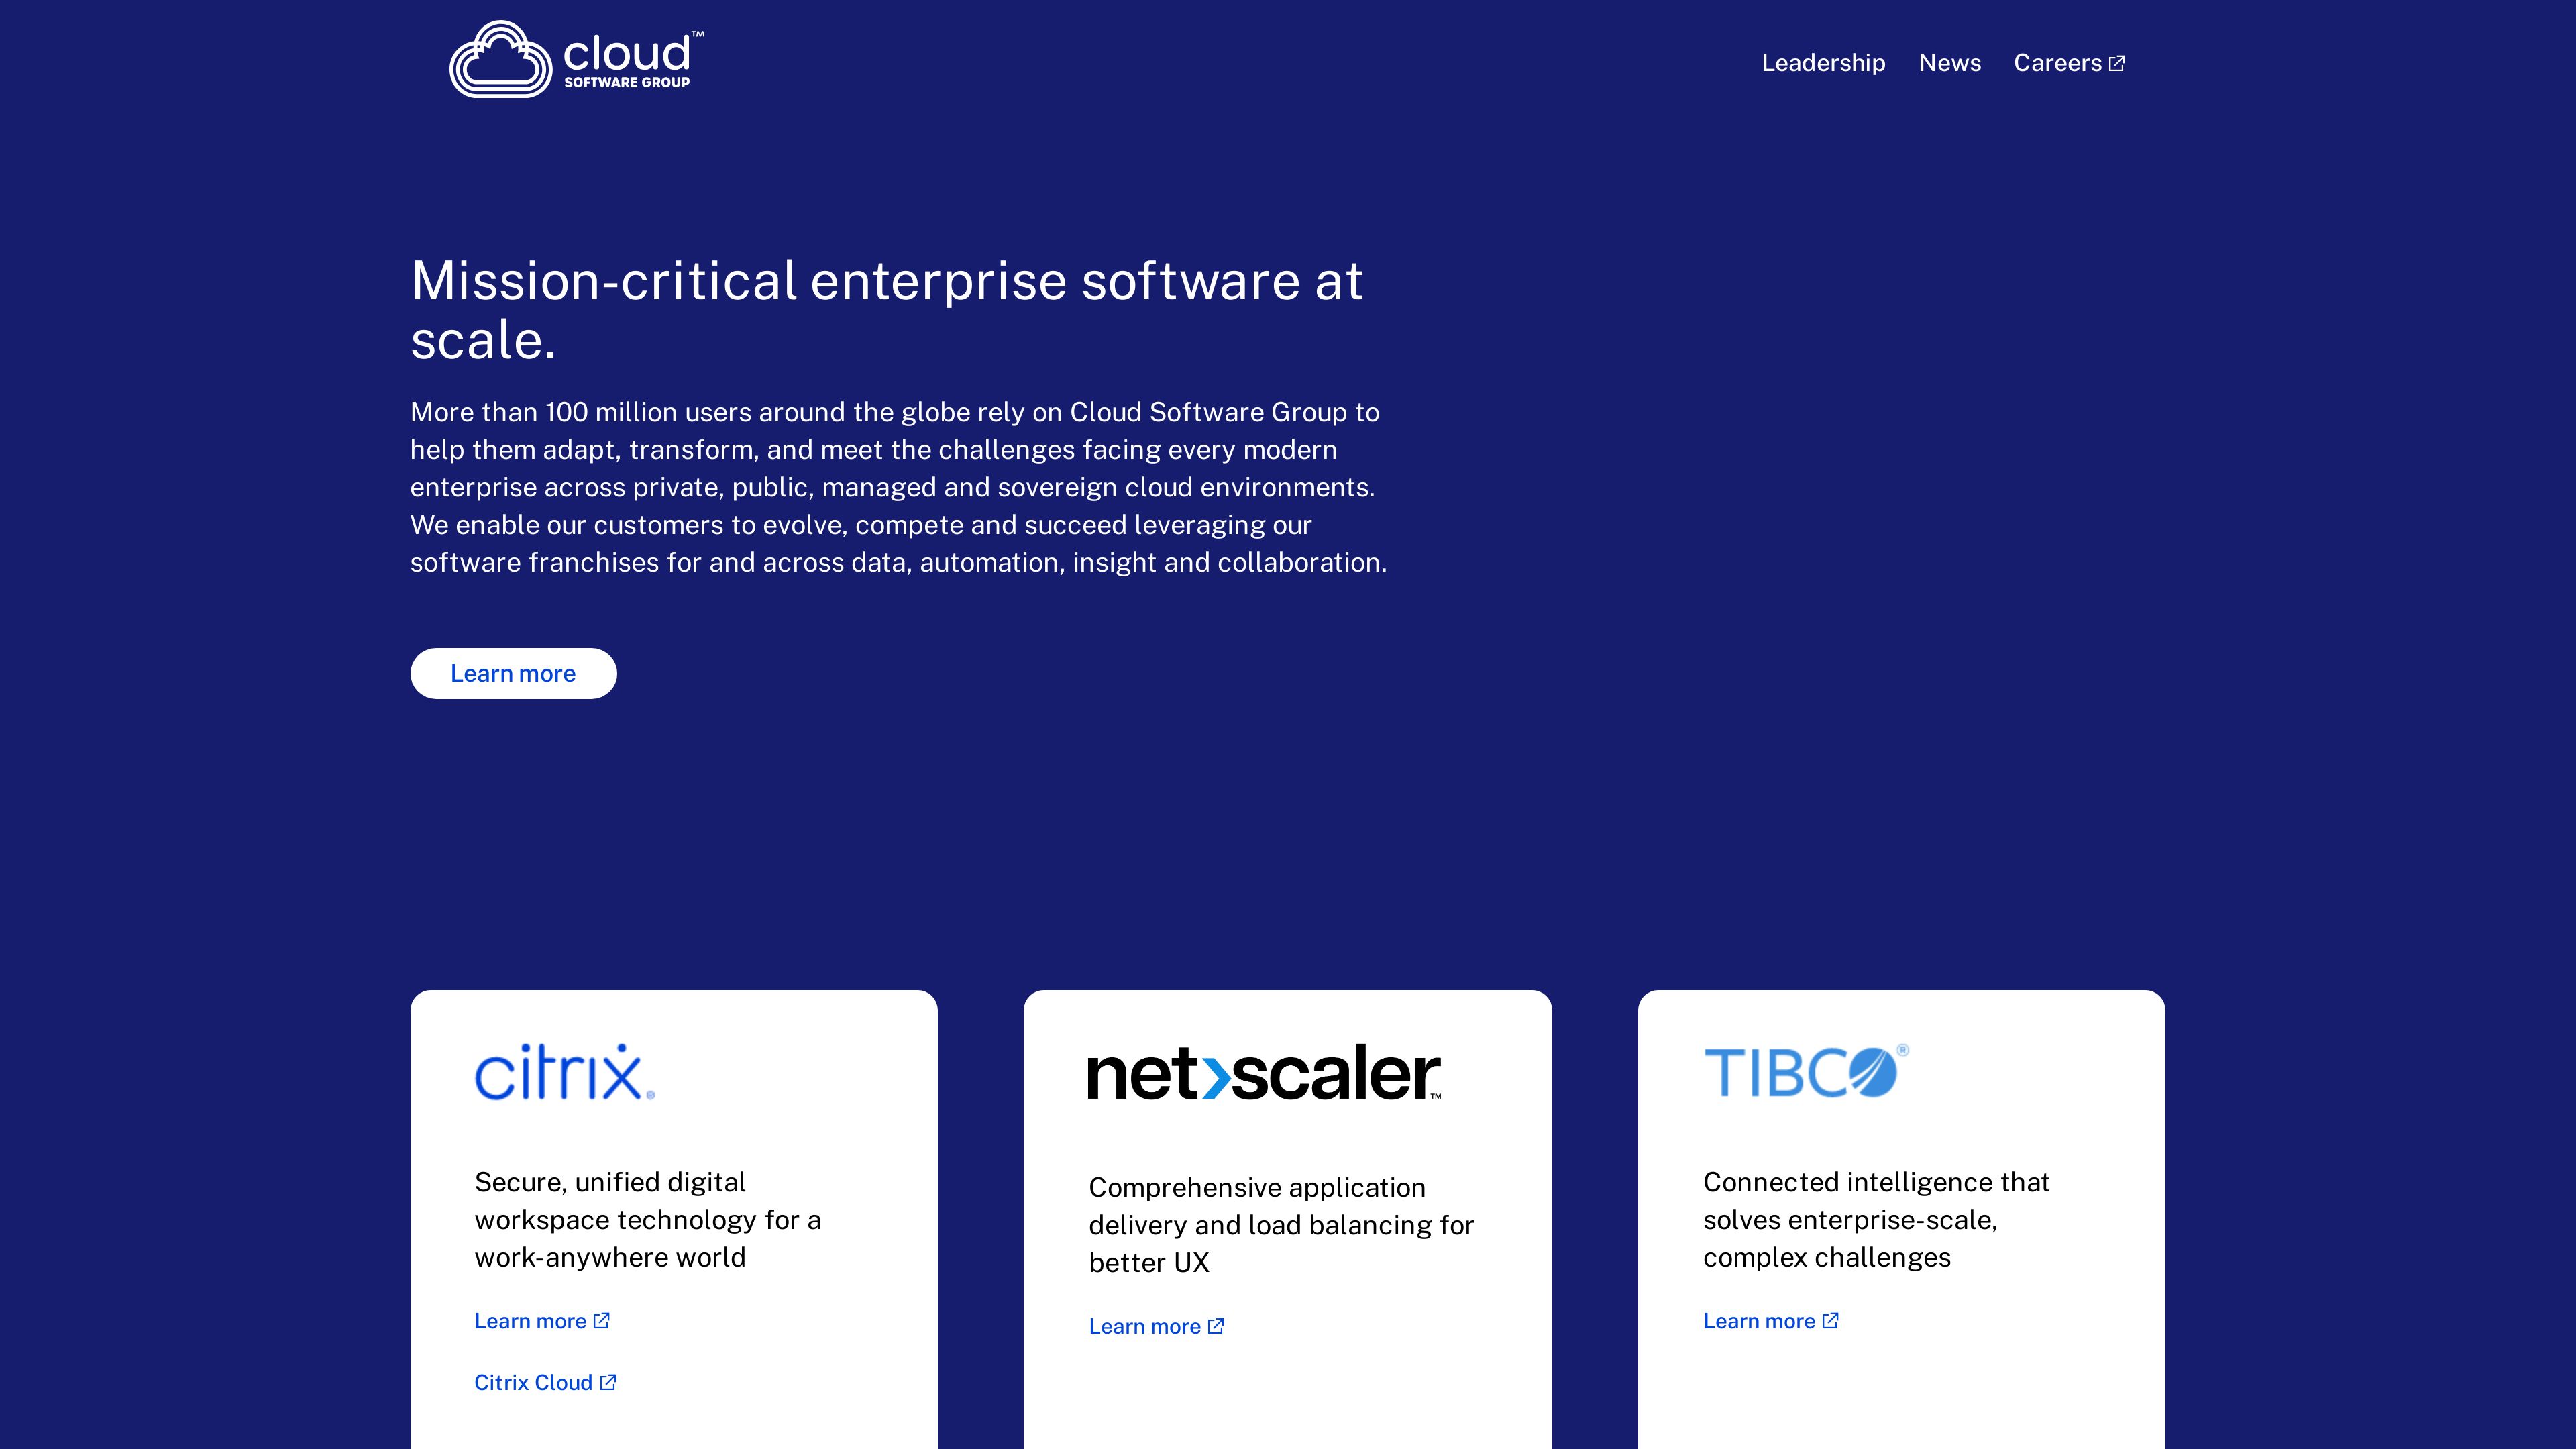 cloud™
SOFTWARE GROUP
Leadership
News
Careers
Mission-critical enterprise software at
scale.
More than 100 million users around the globe rely on Cloud Software Group to
help them adapt, transform, and meet the challenges facing every modern
enterprise across private, public, managed and sovereign cloud environments.
We enable our customers to evolve, compete and succeed leveraging our
software franchises for and across data, automation, insight and collaboration.
Learn more
citrix®
Secure, unified digital
workspace technology for a
work-anywhere world
Learn more
Citrix Cloud
netscaler™
Comprehensive application
delivery and load balancing for
better UX
Learn more
TIBCO®
Connected intelligence that
solves enterprise-scale,
complex challenges
Learn more